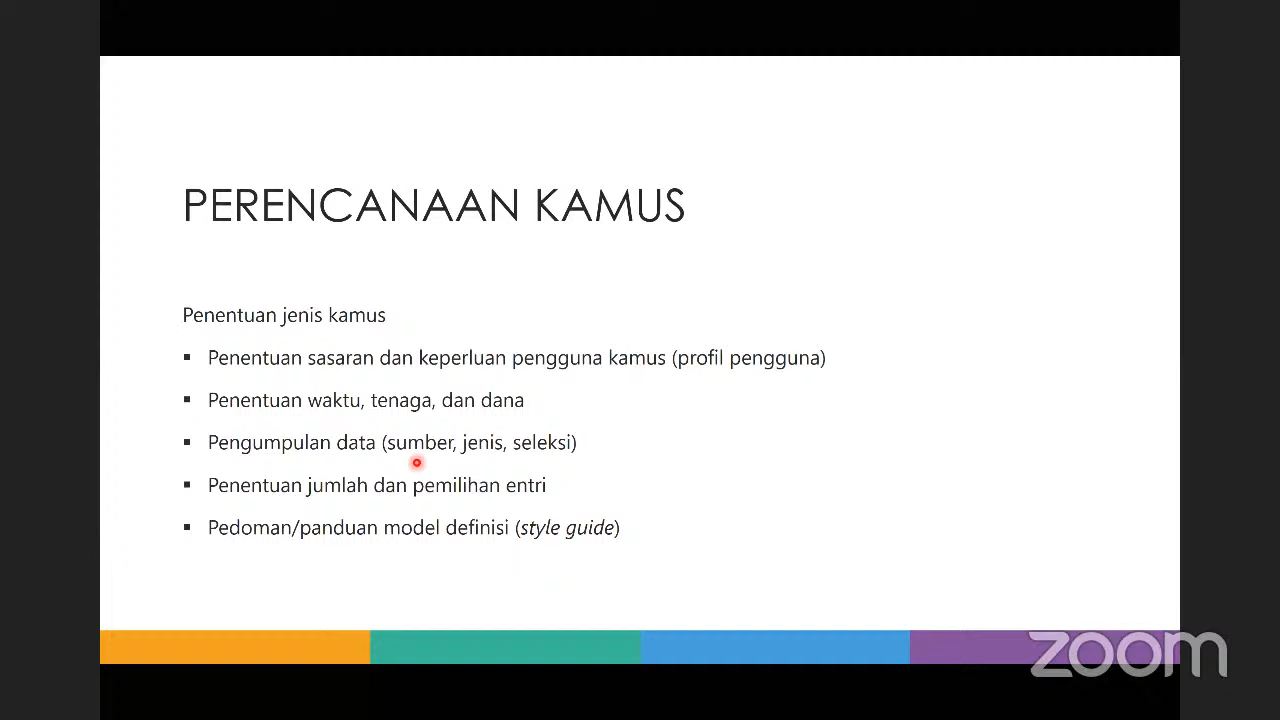 PERENCANAAN KAMUS
Penentuan jenis kamus
▪ Penentuan sasaran dan keperluan pengguna kamus (profil pengguna)
▪ Penentuan waktu, tenaga, dan dana
▪ Pengumpulan data (sumber, jenis, seleksi)
▪ Penentuan jumlah dan pemilihan entri
▪ Pedoman/panduan model definisi (style guide)
zoom